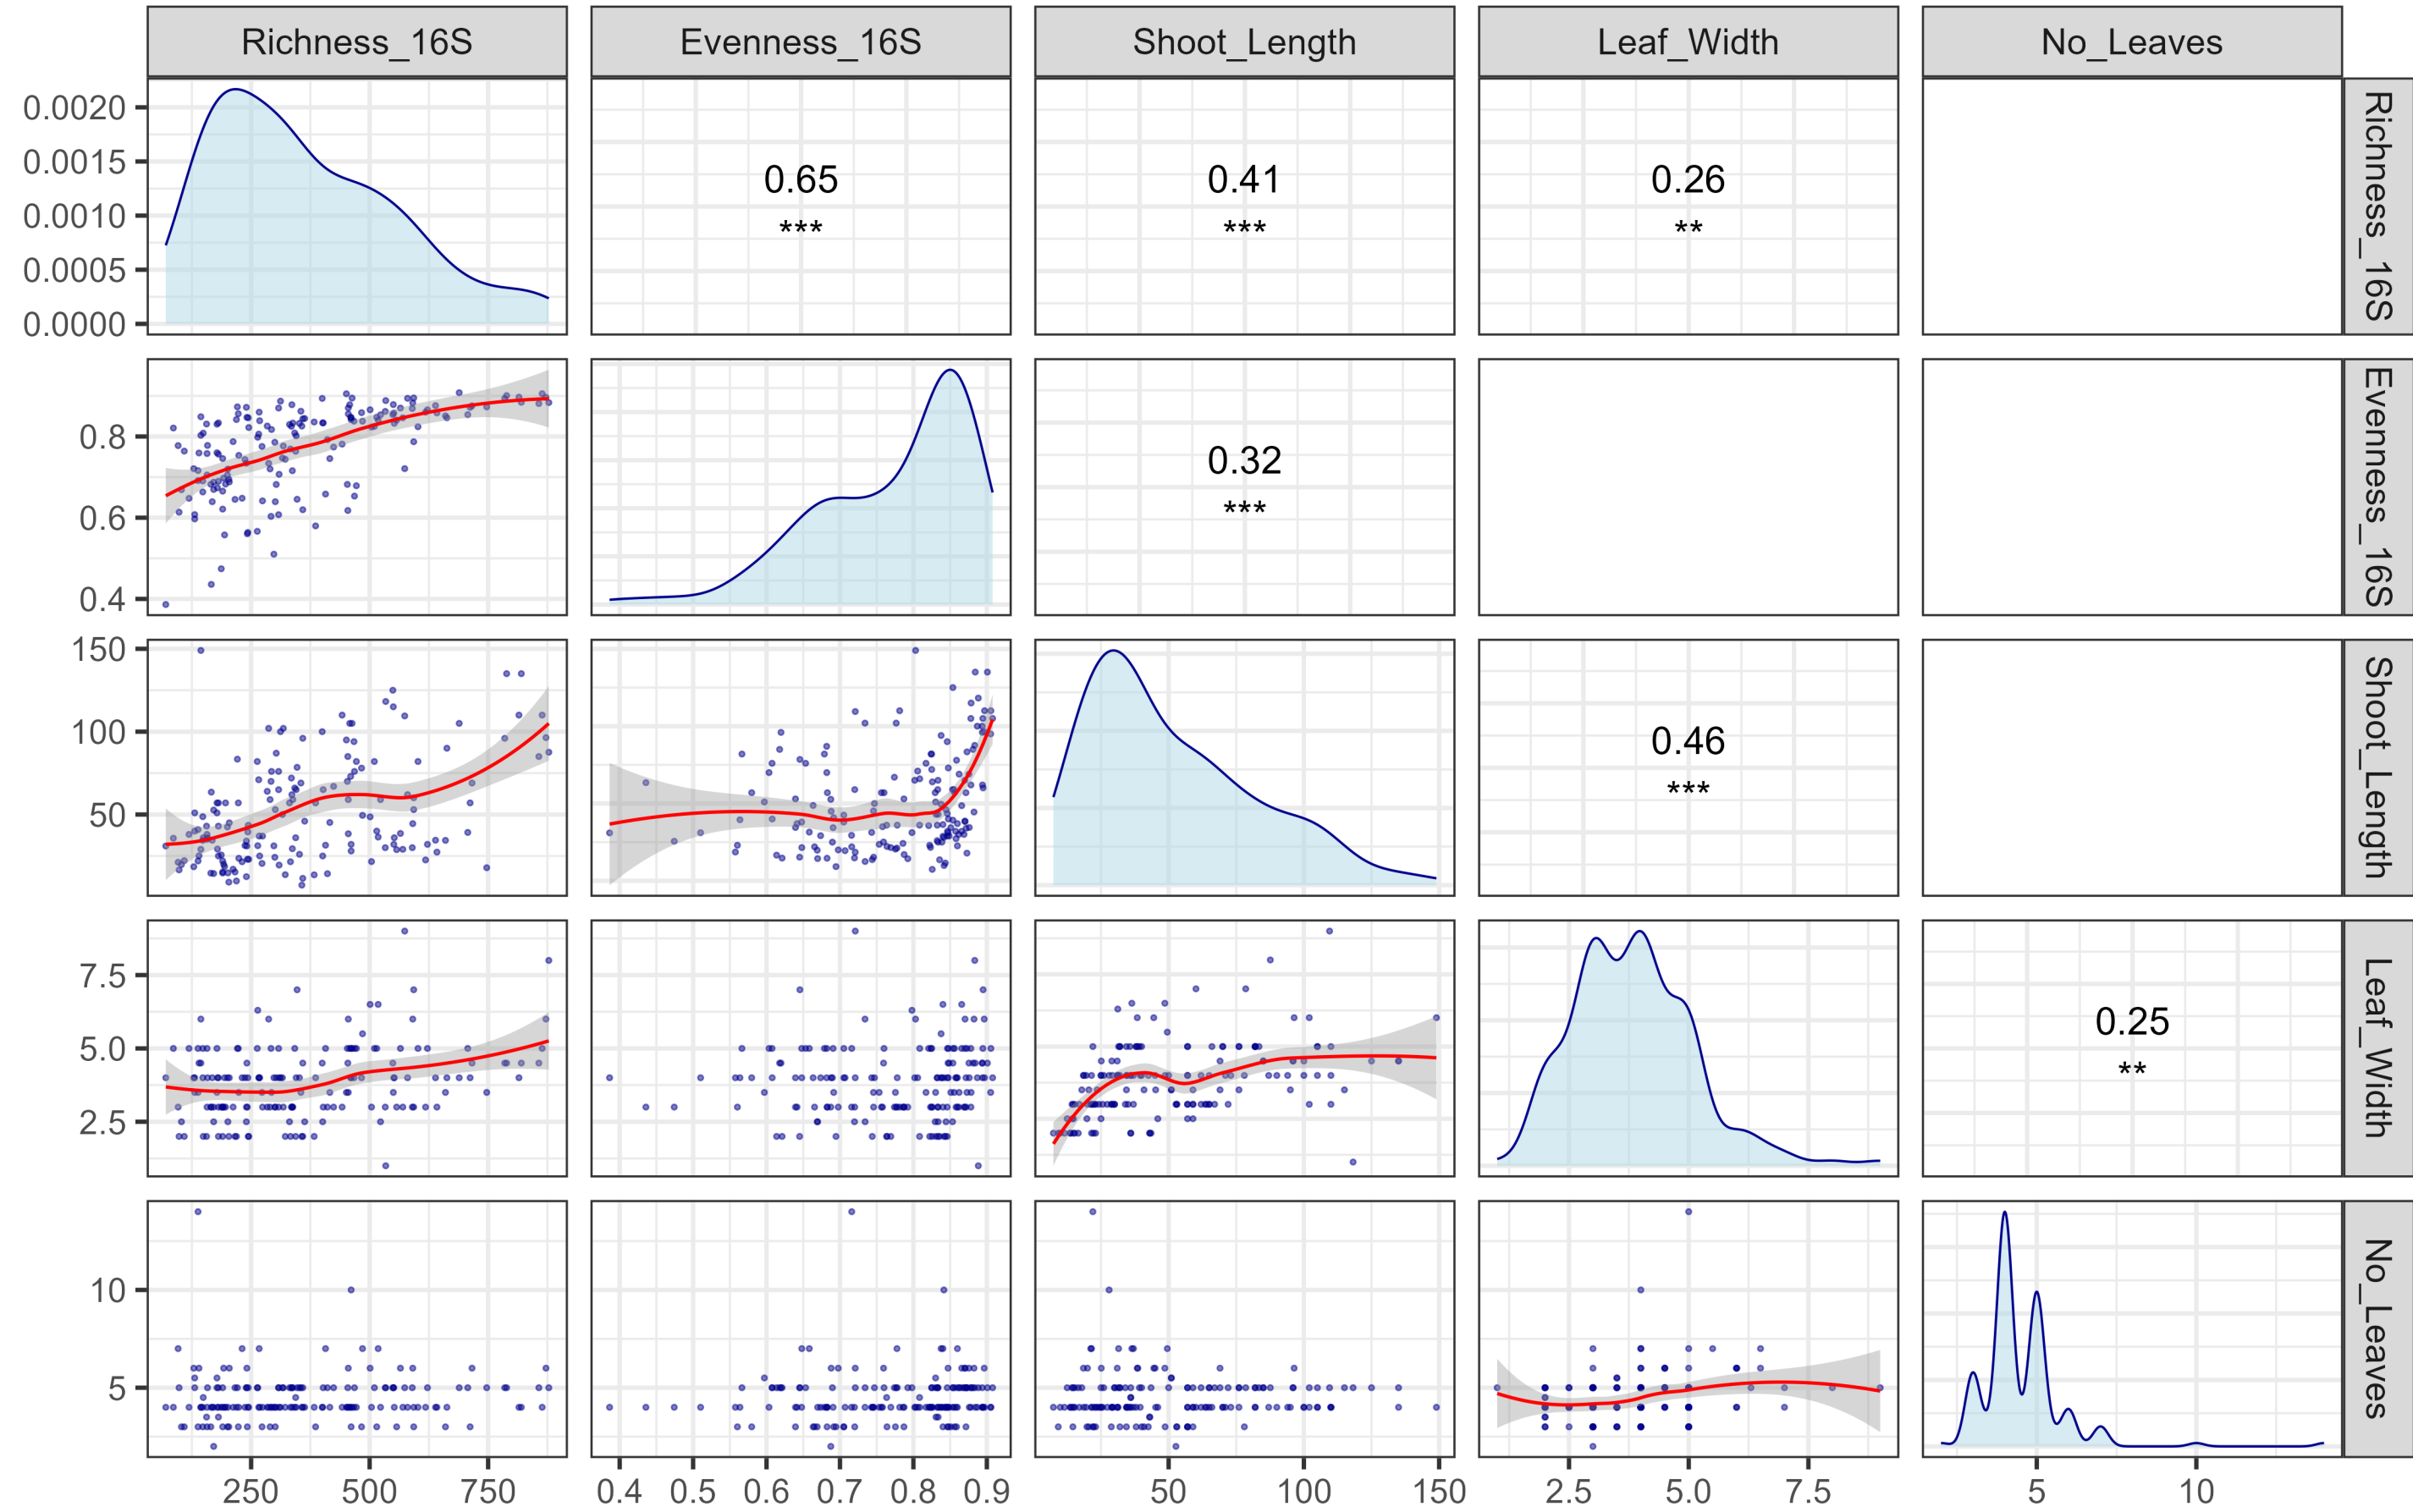 Richness_16S Evenness_16S Shoot_Length Leaf_Width No_Leaves
0.0020
0.0015
0.0010
0.0005
0.0000
0.65 0.41 0.26
*** *** **
Richness_16S
0.8
0.6
0.4
0.32
***
Evenness_16S
150
100
50
0.46
***
Shoot_Length
7.5
5.0
2.5
0.25
**
Leaf_Width
10
5
No_Leaves
250 500 750 0.4 0.5 0.6 0.7 0.8 0.9 50 100 150 2.5 5.0 7.5 5 10